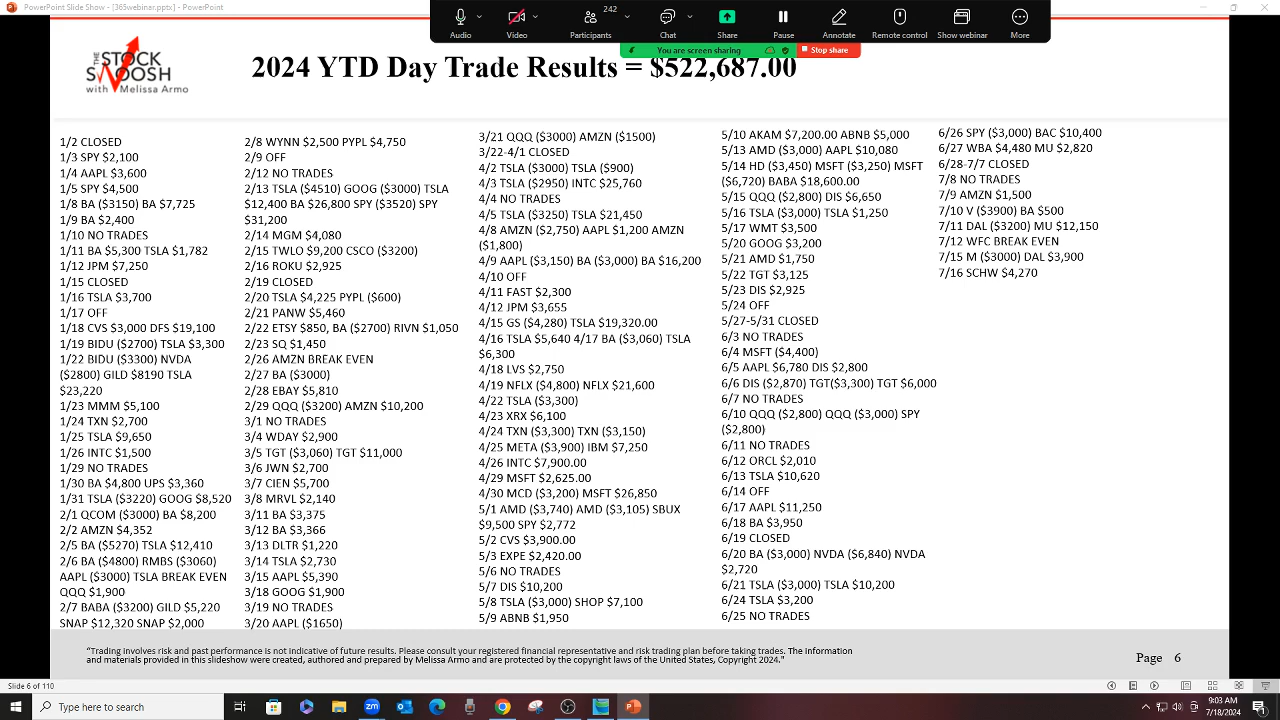 PowerPoint Slide Show - [365webinar.pptx] - PowerPoint
242
Audio
Video
Participants
Chat
Share
Pause
Annotate
Remote control
Show webinar
More
You are screen sharing
Stop share
THE STOCK SWOOSH
with Melissa Armo
2024 YTD Day Trade Results = $522,687.00
1/2 CLOSED
1/3 SPY $2,100
1/4 AAPL $3,600
1/5 SPY $4,500
1/8 BA ($3150) BA $7,725
1/9 BA $2,400
1/10 NO TRADES
1/11 BA $5,300 TSLA $1,782
1/12 JPM $7,250
1/15 CLOSED
1/16 TSLA $3,700
1/17 OFF
1/18 CVS $3,000 DFS $19,100
1/19 BIDU ($2700) TSLA $3,300
1/22 BIDU ($3300) NVDA
($2800) GILD $8190 TSLA
$23,220
1/23 MMM $5,100
1/24 TXN $2,700
1/25 TSLA $9,650
1/26 INTC $1,500
1/29 NO TRADES
1/30 BA $4,800 UPS $3,360
1/31 TSLA ($3220) GOOG $8,520
2/1 QCOM ($3000) BA $8,200
2/2 AMZN $4,352
2/5 BA ($5270) TSLA $12,410
2/6 BA ($4800) RMBS ($3060)
AAPL ($3000) TSLA BREAK EVEN
QQQ $1,900
2/7 BABA ($3200) GILD $5,220
SNAP $12,320 SNAP $2,000
2/8 WYNN $2,500 PYPL $4,750
2/9 OFF
2/12 NO TRADES
2/13 TSLA ($4510) GOOG ($3000) TSLA
$12,400 BA $26,800 SPY ($3520) SPY
$31,200
2/14 MGM $4,080
2/15 TWLO $9,200 CSCO ($3200)
2/16 ROKU $2,925
2/19 CLOSED
2/20 TSLA $4,225 PYPL ($600)
2/21 PANW $5,460
2/22 ETSY $850, BA ($2700) RIVN $1,050
2/23 SQ $1,450
2/26 AMZN BREAK EVEN
2/27 BA ($3000)
2/28 EBAY $5,810
2/29 QQQ ($3200) AMZN $10,200
3/1 NO TRADES
3/4 WDAY $2,900
3/5 TGT ($3,060) TGT $11,000
3/6 JWN $2,700
3/7 CIEN $5,700
3/8 MRVL $2,140
3/11 BA $3,375
3/12 BA $3,366
3/13 DLTR $1,220
3/14 TSLA $2,730
3/15 AAPL $5,390
3/18 GOOG $1,900
3/19 NO TRADES
3/20 AAPL ($1650)
3/21 QQQ ($3000) AMZN ($1500)
3/22-4/1 CLOSED
4/2 TSLA ($3000) TSLA ($900)
4/3 TSLA ($2950) INTC $25,760
4/4 NO TRADES
4/5 TSLA ($3250) TSLA $21,450
4/8 AMZN ($2,750) AAPL $1,200 AMZN
($1,800)
4/9 AAPL ($3,150) BA ($3,000) BA $16,200
4/10 OFF
4/11 FAST $2,300
4/12 JPM $3,655
4/15 GS ($4,280) TSLA $19,320.00
4/16 TSLA $5,640 4/17 BA ($3,060) TSLA
$6,300
4/18 LVS $2,750
4/19 NFLX ($4,800) NFLX $21,600
4/22 TSLA ($3,300)
4/23 XRX $6,100
4/24 TXN ($3,300) TXN ($3,150)
4/25 META ($3,900) IBM $7,250
4/26 INTC $7,900.00
4/29 MSFT $2,625.00
4/30 MCD ($3,200) MSFT $26,850
5/1 AMD ($3,740) AMD ($3,105) SBUX
$9,500 SPY $2,772
5/2 CVS $3,900.00
5/3 EXPE $2,420.00
5/6 NO TRADES
5/7 DIS $10,200
5/8 TSLA ($3,000) SHOP $7,100
5/9 ABNB $1,950
5/10 AKAM $7,200.00 ABNB $5,000
5/13 AMD ($3,000) AAPL $10,080
5/14 HD ($3,450) MSFT ($3,250) MSFT
($6,720) BABA $18,600.00
5/15 QQQ ($2,800) DIS $6,650
5/16 TSLA ($3,000) TSLA $1,250
5/17 WMT $3,500
5/20 GOOG $3,200
5/21 AMD $1,750
5/22 TGT $3,125
5/23 DIS $2,925
5/24 OFF
5/27-5/31 CLOSED
6/3 NO TRADES
6/4 MSFT ($4,400)
6/5 AAPL $6,780 DIS $2,800
6/6 DIS ($2,870) TGT($3,300) TGT $6,000
6/7 NO TRADES
6/10 QQQ ($2,800) QQQ ($3,000) SPY
($2,800)
6/11 NO TRADES
6/12 ORCL $2,010
6/13 TSLA $10,620
6/14 OFF
6/17 AAPL $11,250
6/18 BA $3,950
6/19 CLOSED
6/20 BA ($3,000) NVDA ($6,840) NVDA
$2,720
6/21 TSLA ($3,000) TSLA $10,200
6/24 TSLA $3,200
6/25 NO TRADES
6/26 SPY ($3,000) BAC $10,400
6/27 WBA $4,480 MU $2,820
6/28-7/7 CLOSED
7/8 NO TRADES
7/9 AMZN $1,500
7/10 V ($3900) BA $500
7/11 DAL ($3200) MU $12,150
7/12 WFC BREAK EVEN
7/15 M ($3000) DAL $3,900
7/16 SCHW $4,270
"Trading involves risk and past performance is not indicative of future results. Please consult your registered financial representative and risk trading plan before taking trades. The information
and materials provided in this slideshow were created, authored and prepared by Melissa Armo and are protected by the copyright laws of the United States, Copyright 2024."
Page 6
Slide 6 of 110
Type here to search
9:03 AM
7/18/2024